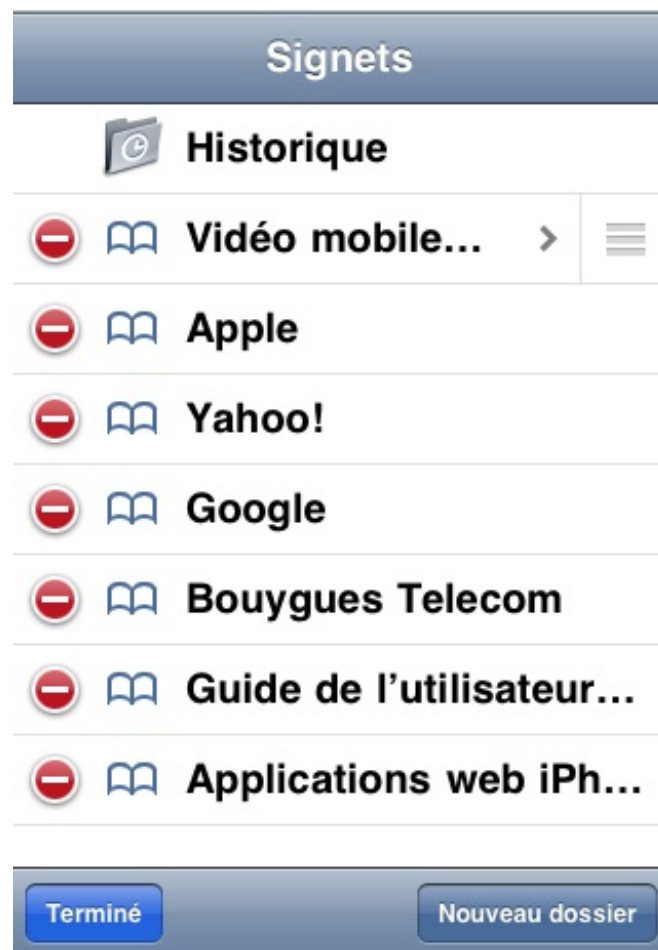 Signets
Historique
Vidéo mobile...
Apple
Yahoo!
Google
Bouygues Telecom
Guide de l’utilisateur...
Applications web iPh...
Terminé
Nouveau dossier